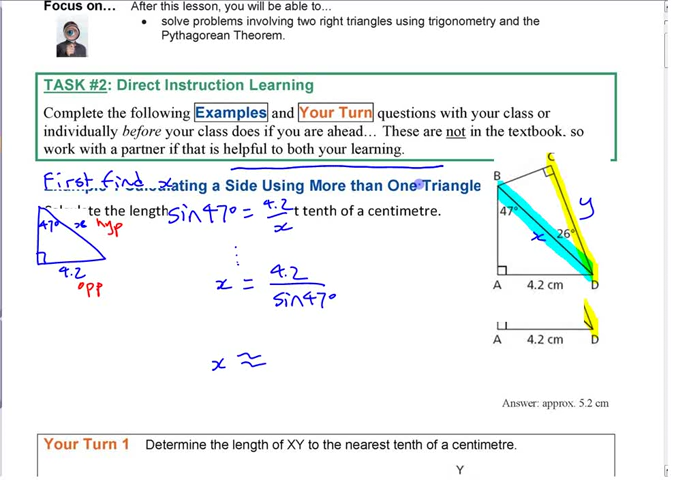 Focus on... After this lesson, you will be able to...
• solve problems involving two right triangles using trigonometry and the
Pythagorean Theorem.
TASK #2: Direct Instruction Learning
Complete the following Examples and Your Turn questions with your class or
individually before your class does if you are ahead... These are not in the textbook. so
work with a partner if that is helpful to both your learning.
First find x
ating a Side Using More than One Triangle
te the length
sin 47° = 4.2 / x
t tenth of a centimetre.
47° x hyp
4.2
opp
⋮
x = 4.2 / sin 47°
x ≈
C
B
47°
y
x
26°
A 4.2 cm D
A 4.2 cm D
Answer: approx. 5.2 cm
Your Turn 1 Determine the length of XY to the nearest tenth of a centimetre.
Y